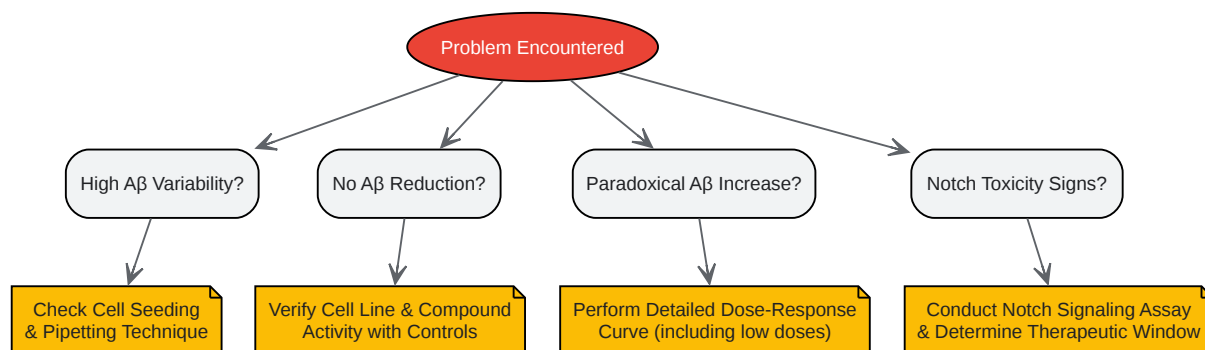 Problem Encountered
High Aβ Variability?
No Aβ Reduction?
Paradoxical Aβ Increase?
Notch Toxicity Signs?
Check Cell Seeding
& Pipetting Technique
Verify Cell Line & Compound
Activity with Controls
Perform Detailed Dose-Response
Curve (including low doses)
Conduct Notch Signaling Assay
& Determine Therapeutic Window